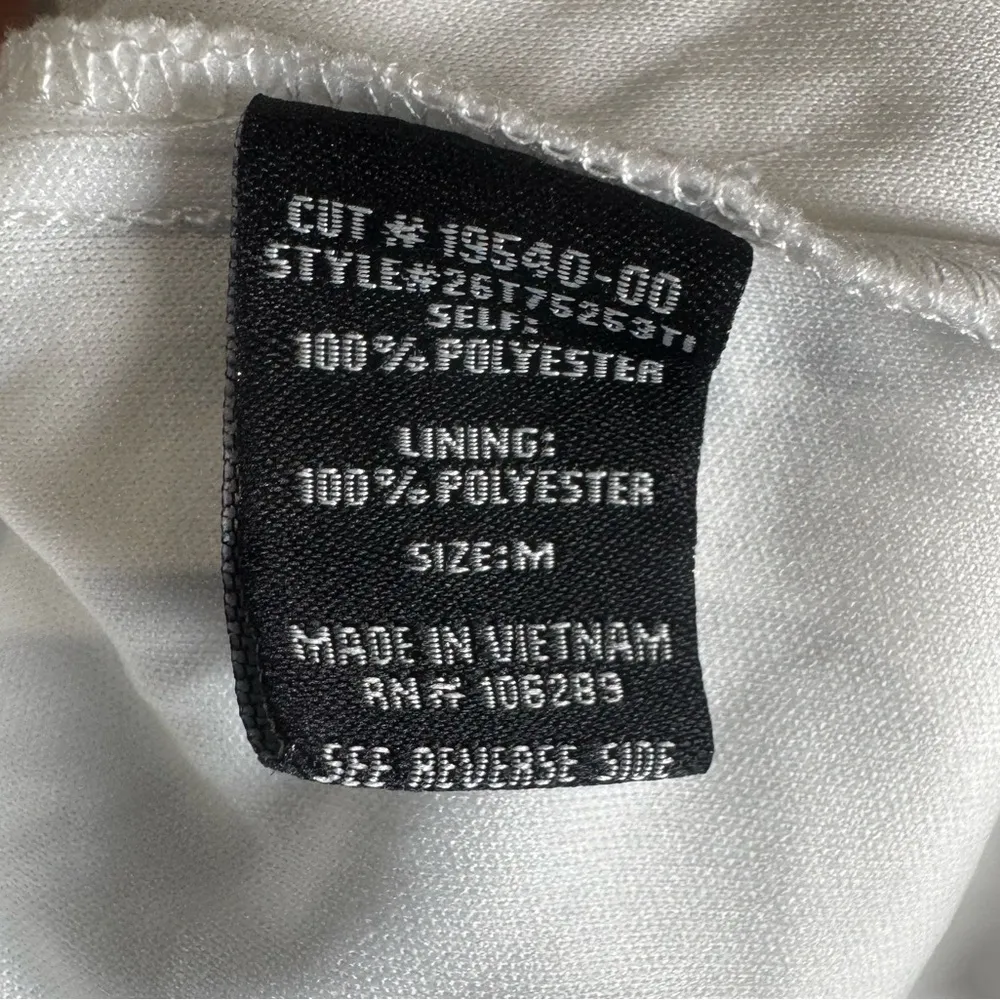 CUT # 19540-00
STYLE#26T75253T1
SELF:
100% POLYESTER
LINING:
100% POLYESTER
SIZE: M
MADE IN VIETNAM
RN# 106289
SEE REVERSE SIDE